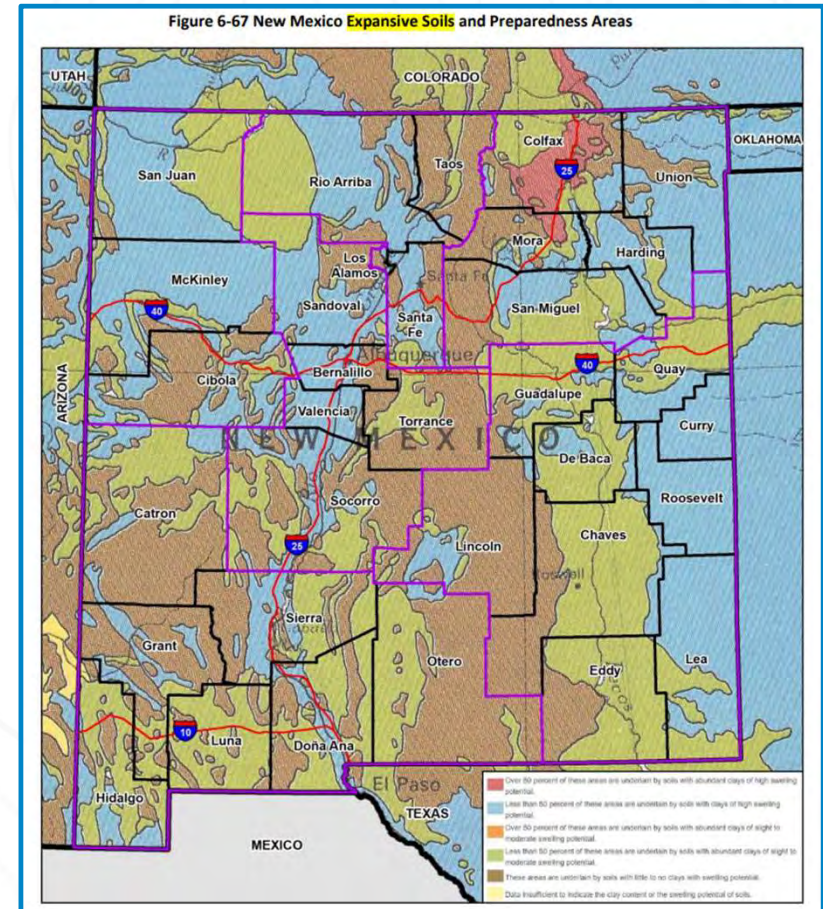 Figure 6-67 New Mexico Expansive Soils and Preparedness Areas
UTAH
COLORADO
OKLAHOMA
San Juan
Rio Arriba
Taos
Colfax
25
Union
Mora
Harding
Los
Alamos
McKinley
Santa Fe
40
Sandoval
Santa
Fe
San Miguel
ARIZONA
Albuquerque
Bernalillo
40
Cibola
Quay
Guadalupe
Valencia
Torrance
Curry
NEW MEXICO
De Baca
Roosevelt
Catron
Socorro
Chaves
25
Lincoln
Roswell
Sierra
Grant
Otero
Eddy
Lea
10
Luna
Doña Ana
Hidalgo
El Paso
TEXAS
MEXICO
Over 50 percent of these areas are underlain by soils with abundant clays of high swelling
potential.
Less than 50 percent of these areas are underlain by soils with clays of high swelling
potential.
Over 50 percent of these areas are underlain by soils with abundant clays of slight to
moderate swelling potential.
Less than 50 percent of these areas are underlain by soils with abundant clays of slight to
moderate swelling potential.
These areas are underlain by soils with little to no clays with swelling potential.
Data insufficient to indicate the clay content or the swelling potential of soils.